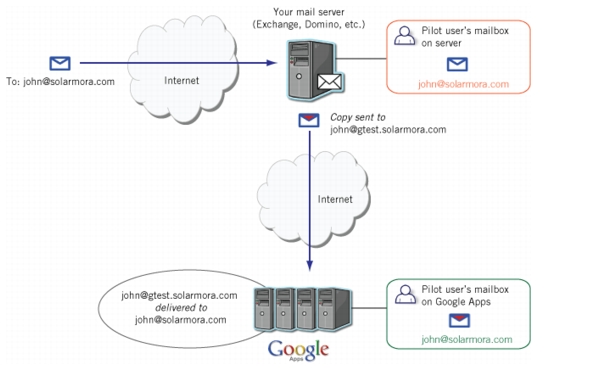 Your mail server
(Exchange, Domino, etc.)
Pilot user's mailbox
on server
john@solarmora.com
To: john@solarmora.com
Internet
Copy sent to
john@gtest.solarmora.com
Internet
john@gtest.solarmora.com
delivered to
john@solarmora.com
Pilot user's mailbox
on Google Apps
john@solarmora.com
Google
Apps